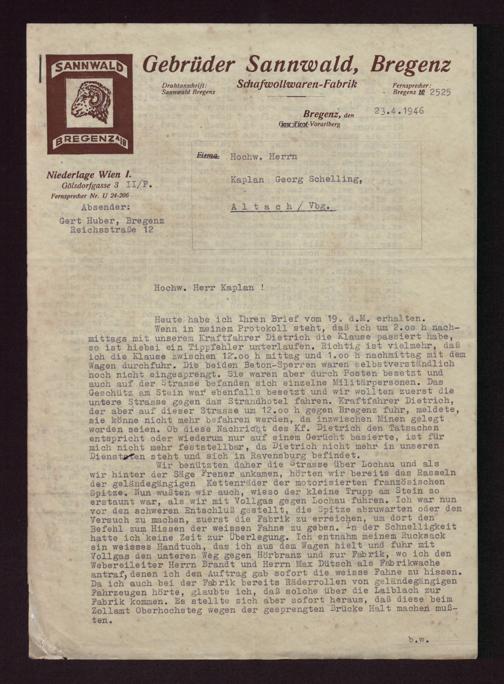 SANNWALD
BREGENZ A/B
Gebrüder Sannwald, Bregenz
Drahtanschrift:
Sannwald Bregenz
Schafwollwaren-Fabrik
Fernsprecher:
Bregenz 2525
Bregenz, den 23.4.1946
Vorarlberg
Niederlage Wien I.
Gölsdorfgasse 3 II/F.
Fernsprecher Nr. U 24-206
Absender:
Gert Huber, Bregenz
Reichsstraße 12
Firma Hochw. Herrn
Kaplan Georg Schelling,
Altach/Vbg.
Hochw. Herr Kaplan !
Heute habe ich Ihren Brief vom 19. d.M. erhalten.
Wenn in meinem Protokoll steht, daß ich um 2.oo h nach-
mittags mit unserem Kraftfahrer Dietrich die Klause passiert habe,
so ist hiebei ein Tippfehler unterlaufen. Richtig ist vielmehr, daß
ich die Klause zwischen 12.oo h mittag und 1.oo h nachmittag mit dem
Wagen durchfuhr. Die beiden Beton-Sperren waren selbstverständlich
noch nicht eingesprengt. Sie waren aber durch Posten besetzt und
auch auf der Strasse befanden sich einzelne Militärpersonen. Das
Geschütz am Stein war ebenfalls besetzt und wir wollten zuerst die
untere Strasse gegen das Strandhotel fahren. Kraftfahrer Dietrich,
der aber auf dieser Strasse um 12.oo h gegen Bregenz fuhr, meldete,
sie könne nicht mehr befahren werden, da inzwischen Minen gelegt
worden seien. Ob diese Nachricht des Kf. Dietrich den Tatsachen
entspricht oder wiederum nur auf einem Gerücht basierte, ist für
mich nicht mehr feststellbar, da Dietrich nicht mehr in unseren
Diensten steht und sich in Ravensburg befindet.
Wir benützten daher die Strasse über Lochau und als
wir hinter der Säge Frener ankamen, hörten wir bereits das Rasseln
der geländegängigen Kettenräder der motorisierten französischen
Spitze. Nun wußten wir auch, wieso der kleine Trupp am Stein so
erstaunt war, als wir mit Vollgas gegen Lochau fuhren. Ich war nun
vor den schweren Entschluß gestellt, die Spitze abzuwarten oder den
Versuch zu machen, zuerst die Fabrik zu erreichen, um dort den
Befehl zum Hissen der weissen Fahne zu geben. In der Schnelligkeit
hatte ich keine Zeit zur Überlegung. Ich entnahm meinem Rucksack
ein weisses Handtuch, das ich aus dem Wagen hielt und fuhr mit
Vollgas den unteren Weg gegen Hörbranz und zur Fabrik, wo ich den
Webereileiter Herrn Brandt und Herrn Max Dütsch als Fabrikwache
antraf, denen ich den Auftrag gab sofort die weisse Fahne zu hissen.
Da ich auch bei der Fabrik bereits Räderrollen von geländegängigen
Fahrzeugen hörte, glaubte ich, daß solche über die Laiblach zur
Fabrik kommen. Es stellte sich aber sofort heraus, daß diese beim
Zollamt Oberhochsteg wegen der gesprengten Brücke Halt machen muß-
ten.
b.w.